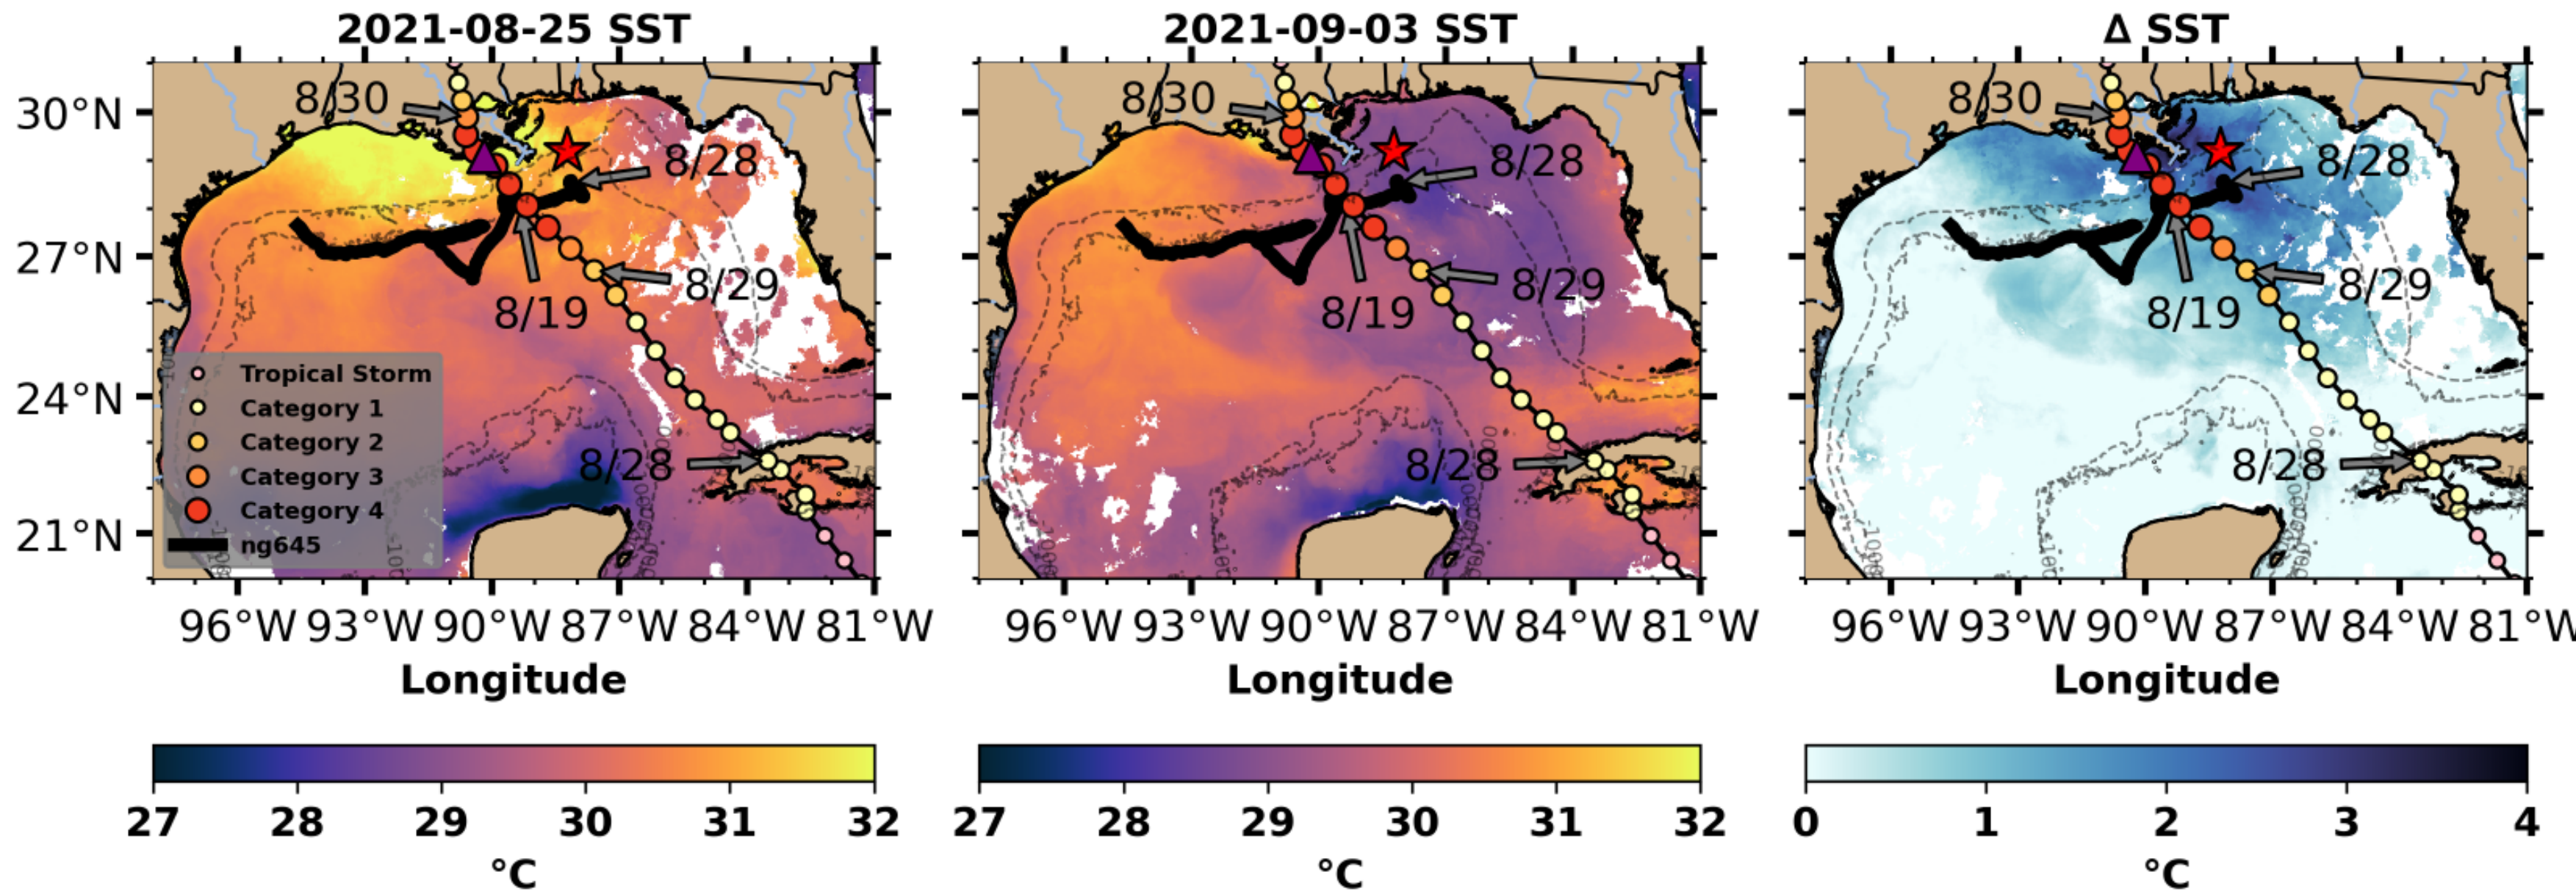 2021-08-25 SST
2021-09-03 SST
Δ SST
30°N
27°N
24°N
21°N
8/30
8/28
8/29
8/19
8/28
Tropical Storm
Category 1
Category 2
Category 3
Category 4
ng645
8/30
8/28
8/29
8/19
8/28
8/30
8/28
8/29
8/19
8/28
96°W 93°W 90°W 87°W 84°W 81°W
96°W 93°W 90°W 87°W 84°W 81°W
96°W 93°W 90°W 87°W 84°W 81°W
Longitude
Longitude
Longitude
27 28 29 30 31 32
27 28 29 30 31 32
0 1 2 3 4
°C
°C
°C